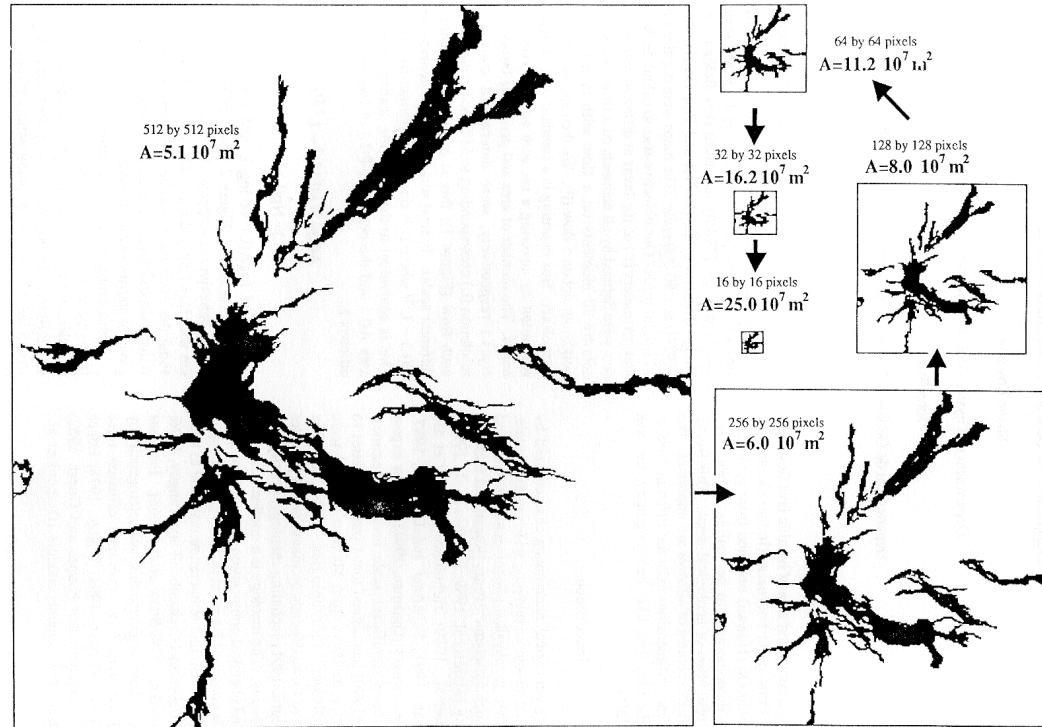 512 by 512 pixels
A=5.1 10⁷ m²
64 by 64 pixels
A=11.2 10⁷
32 by 32 pixels
A=16.2 10⁷ m²
128 by 128 pixels
A=8.0 10⁷ m²
16 by 16 pixels
A=25.0 10⁷ m²
256 by 256 pixels
A=6.0 10⁷ m²